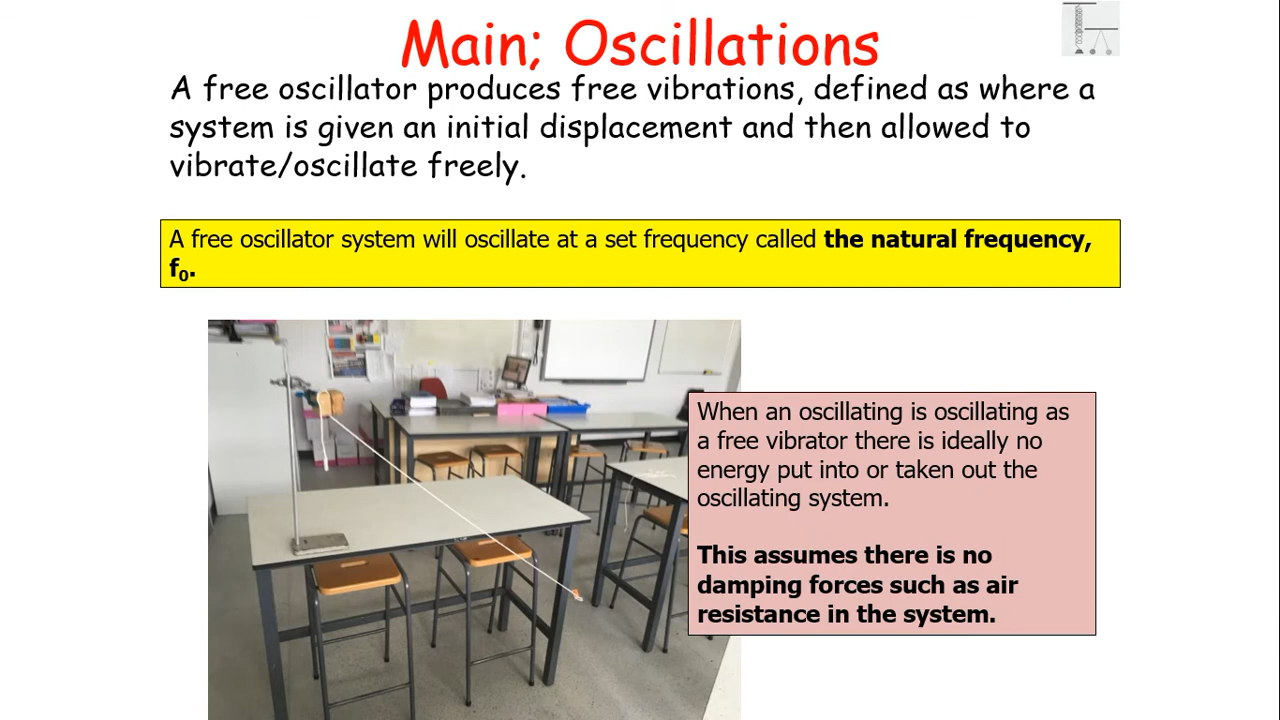 Main; Oscillations
A free oscillator produces free vibrations, defined as where a
system is given an initial displacement and then allowed to
vibrate/oscillate freely.
A free oscillator system will oscillate at a set frequency called the natural frequency,
f₀.
When an oscillating is oscillating as
a free vibrator there is ideally no
energy put into or taken out the
oscillating system.
This assumes there is no
damping forces such as air
resistance in the system.